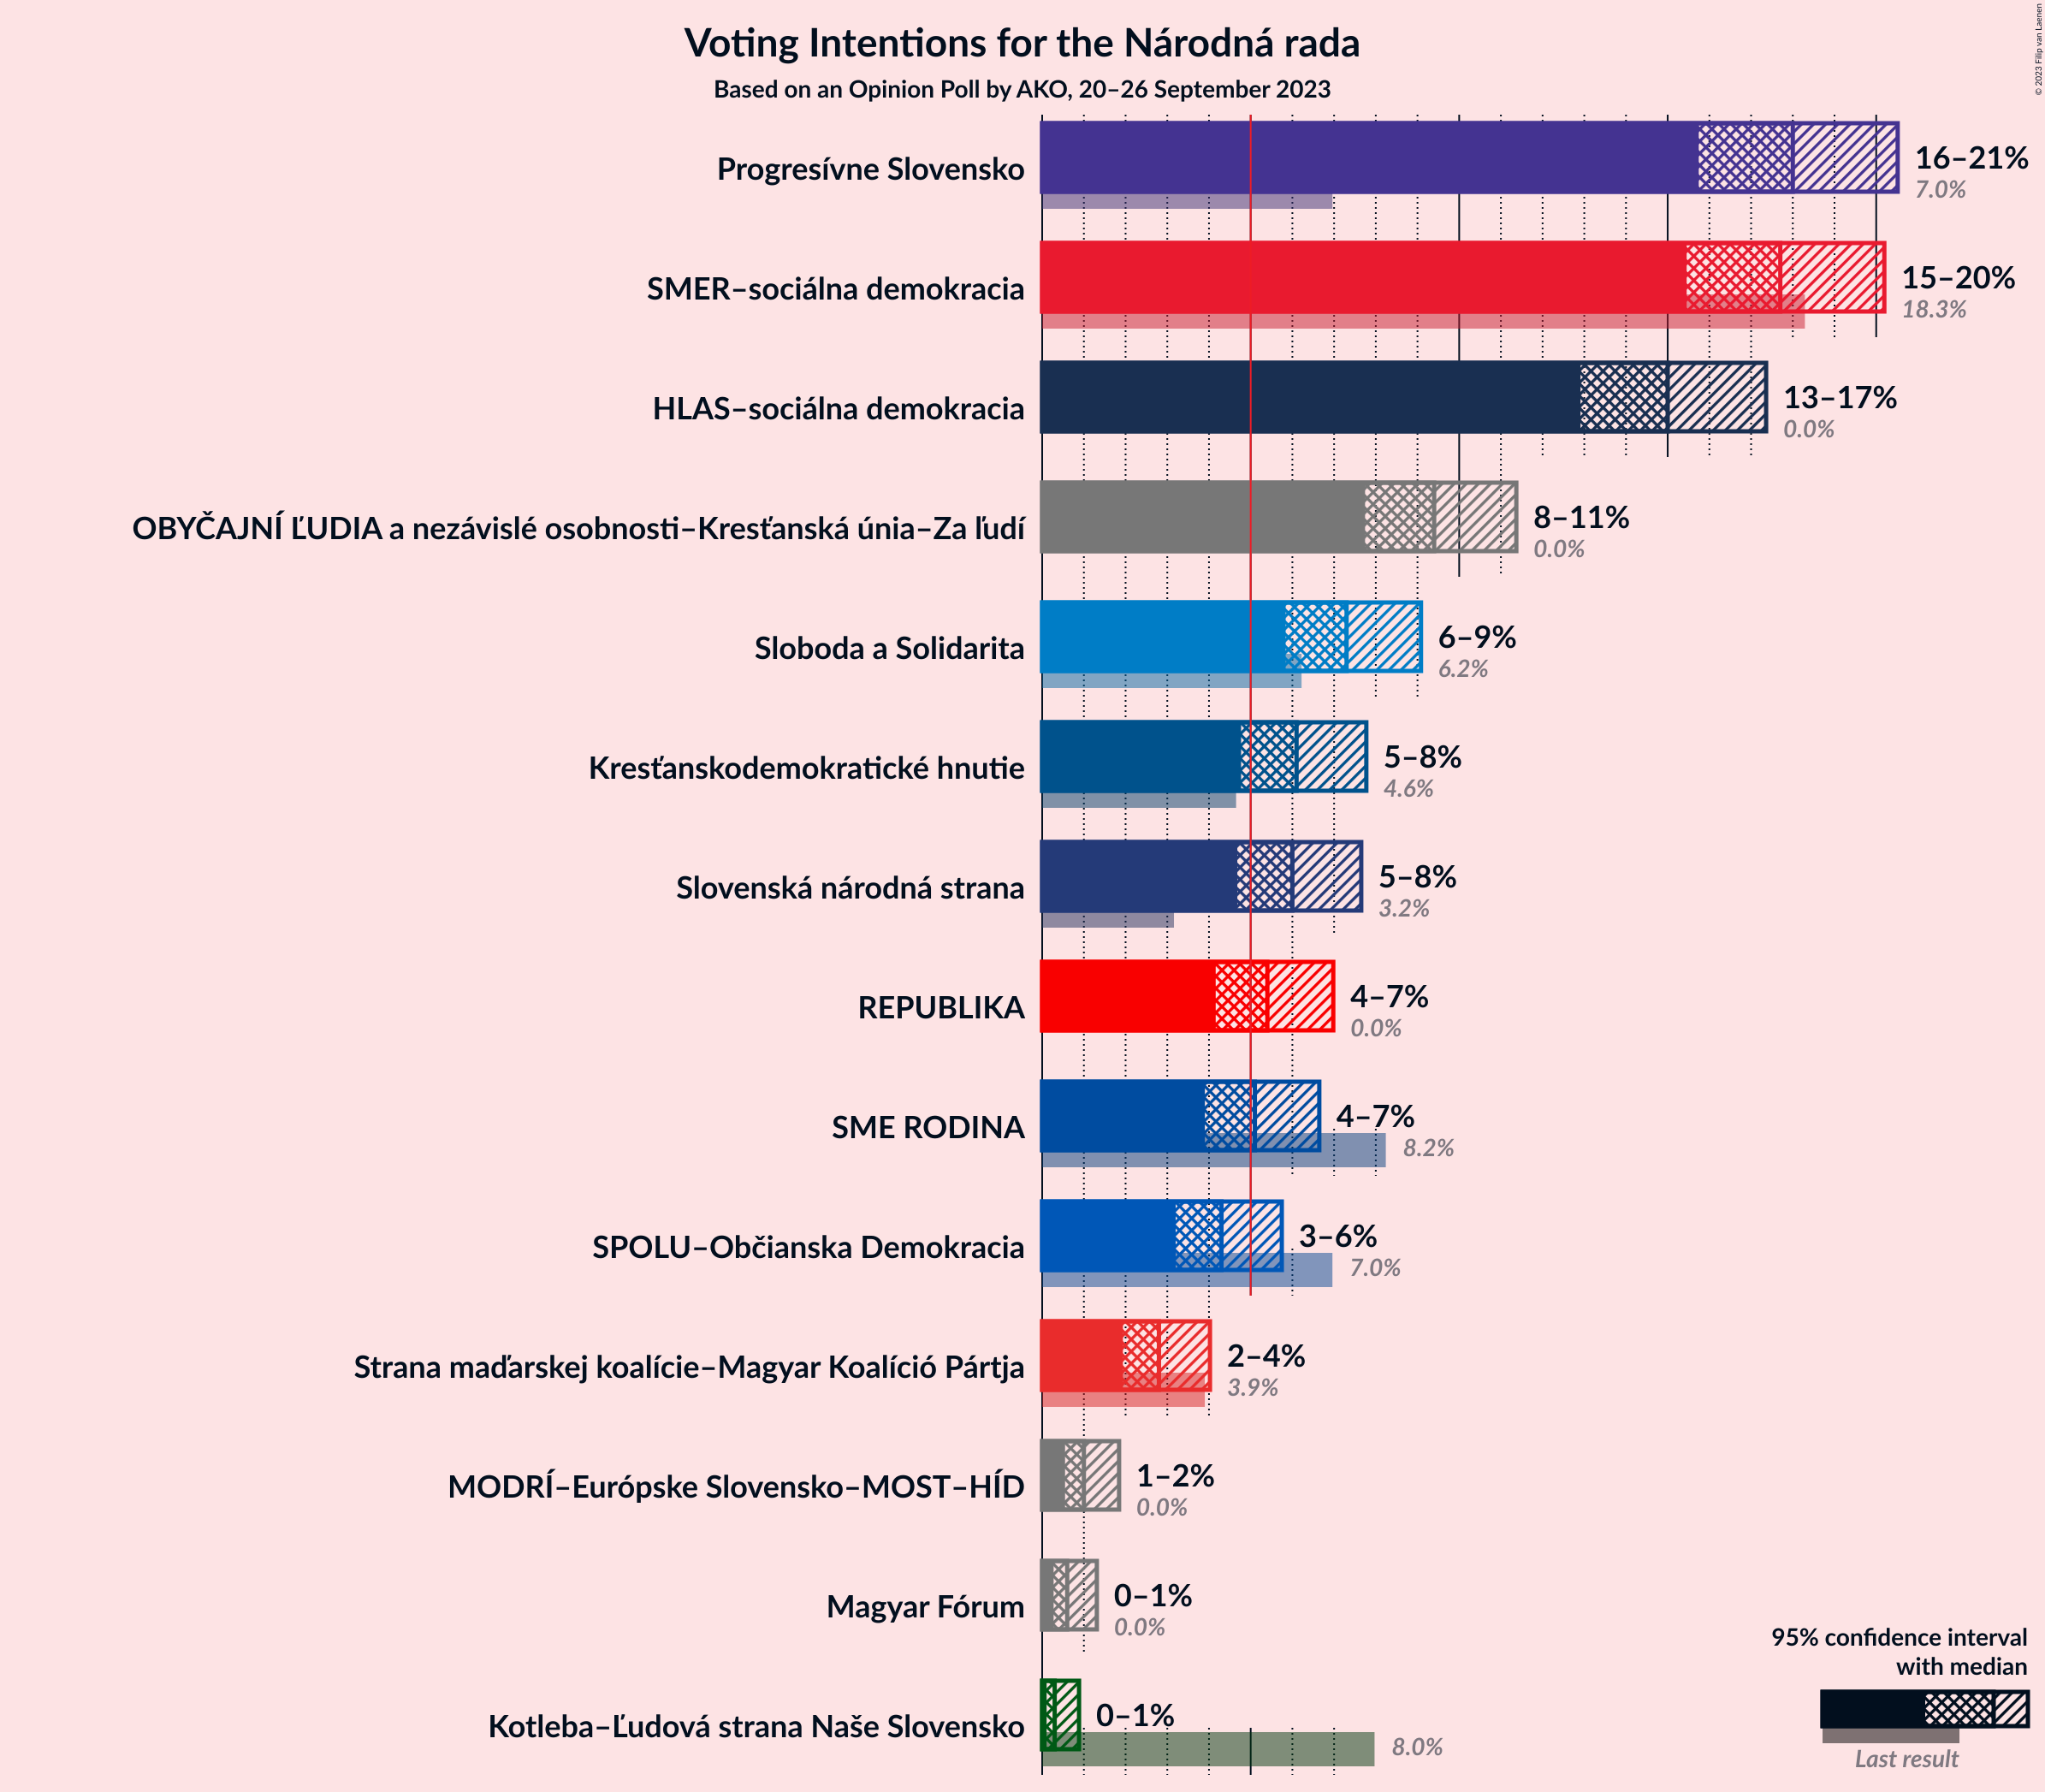 Voting Intentions for the Národná rada
Based on an Opinion Poll by AKO, 20–26 September 2023
© 2023 Filip van Laenen
Progresívne Slovensko
16–21%
7.0%
SMER–sociálna demokracia
15–20%
18.3%
HLAS–sociálna demokracia
13–17%
0.0%
OBYČAJNÍ ĽUDIA a nezávislé osobnosti–Kresťanská únia–Za ľudí
8–11%
0.0%
Sloboda a Solidarita
6–9%
6.2%
Kresťanskodemokratické hnutie
5–8%
4.6%
Slovenská národná strana
5–8%
3.2%
REPUBLIKA
4–7%
0.0%
SME RODINA
4–7%
8.2%
SPOLU–Občianska Demokracia
3–6%
7.0%
Strana maďarskej koalície–Magyar Koalíció Pártja
2–4%
3.9%
MODRÍ–Európske Slovensko–MOST–HÍD
1–2%
0.0%
Magyar Fórum
0–1%
0.0%
Kotleba–Ľudová strana Naše Slovensko
0–1%
8.0%
95% confidence interval
with median
Last result